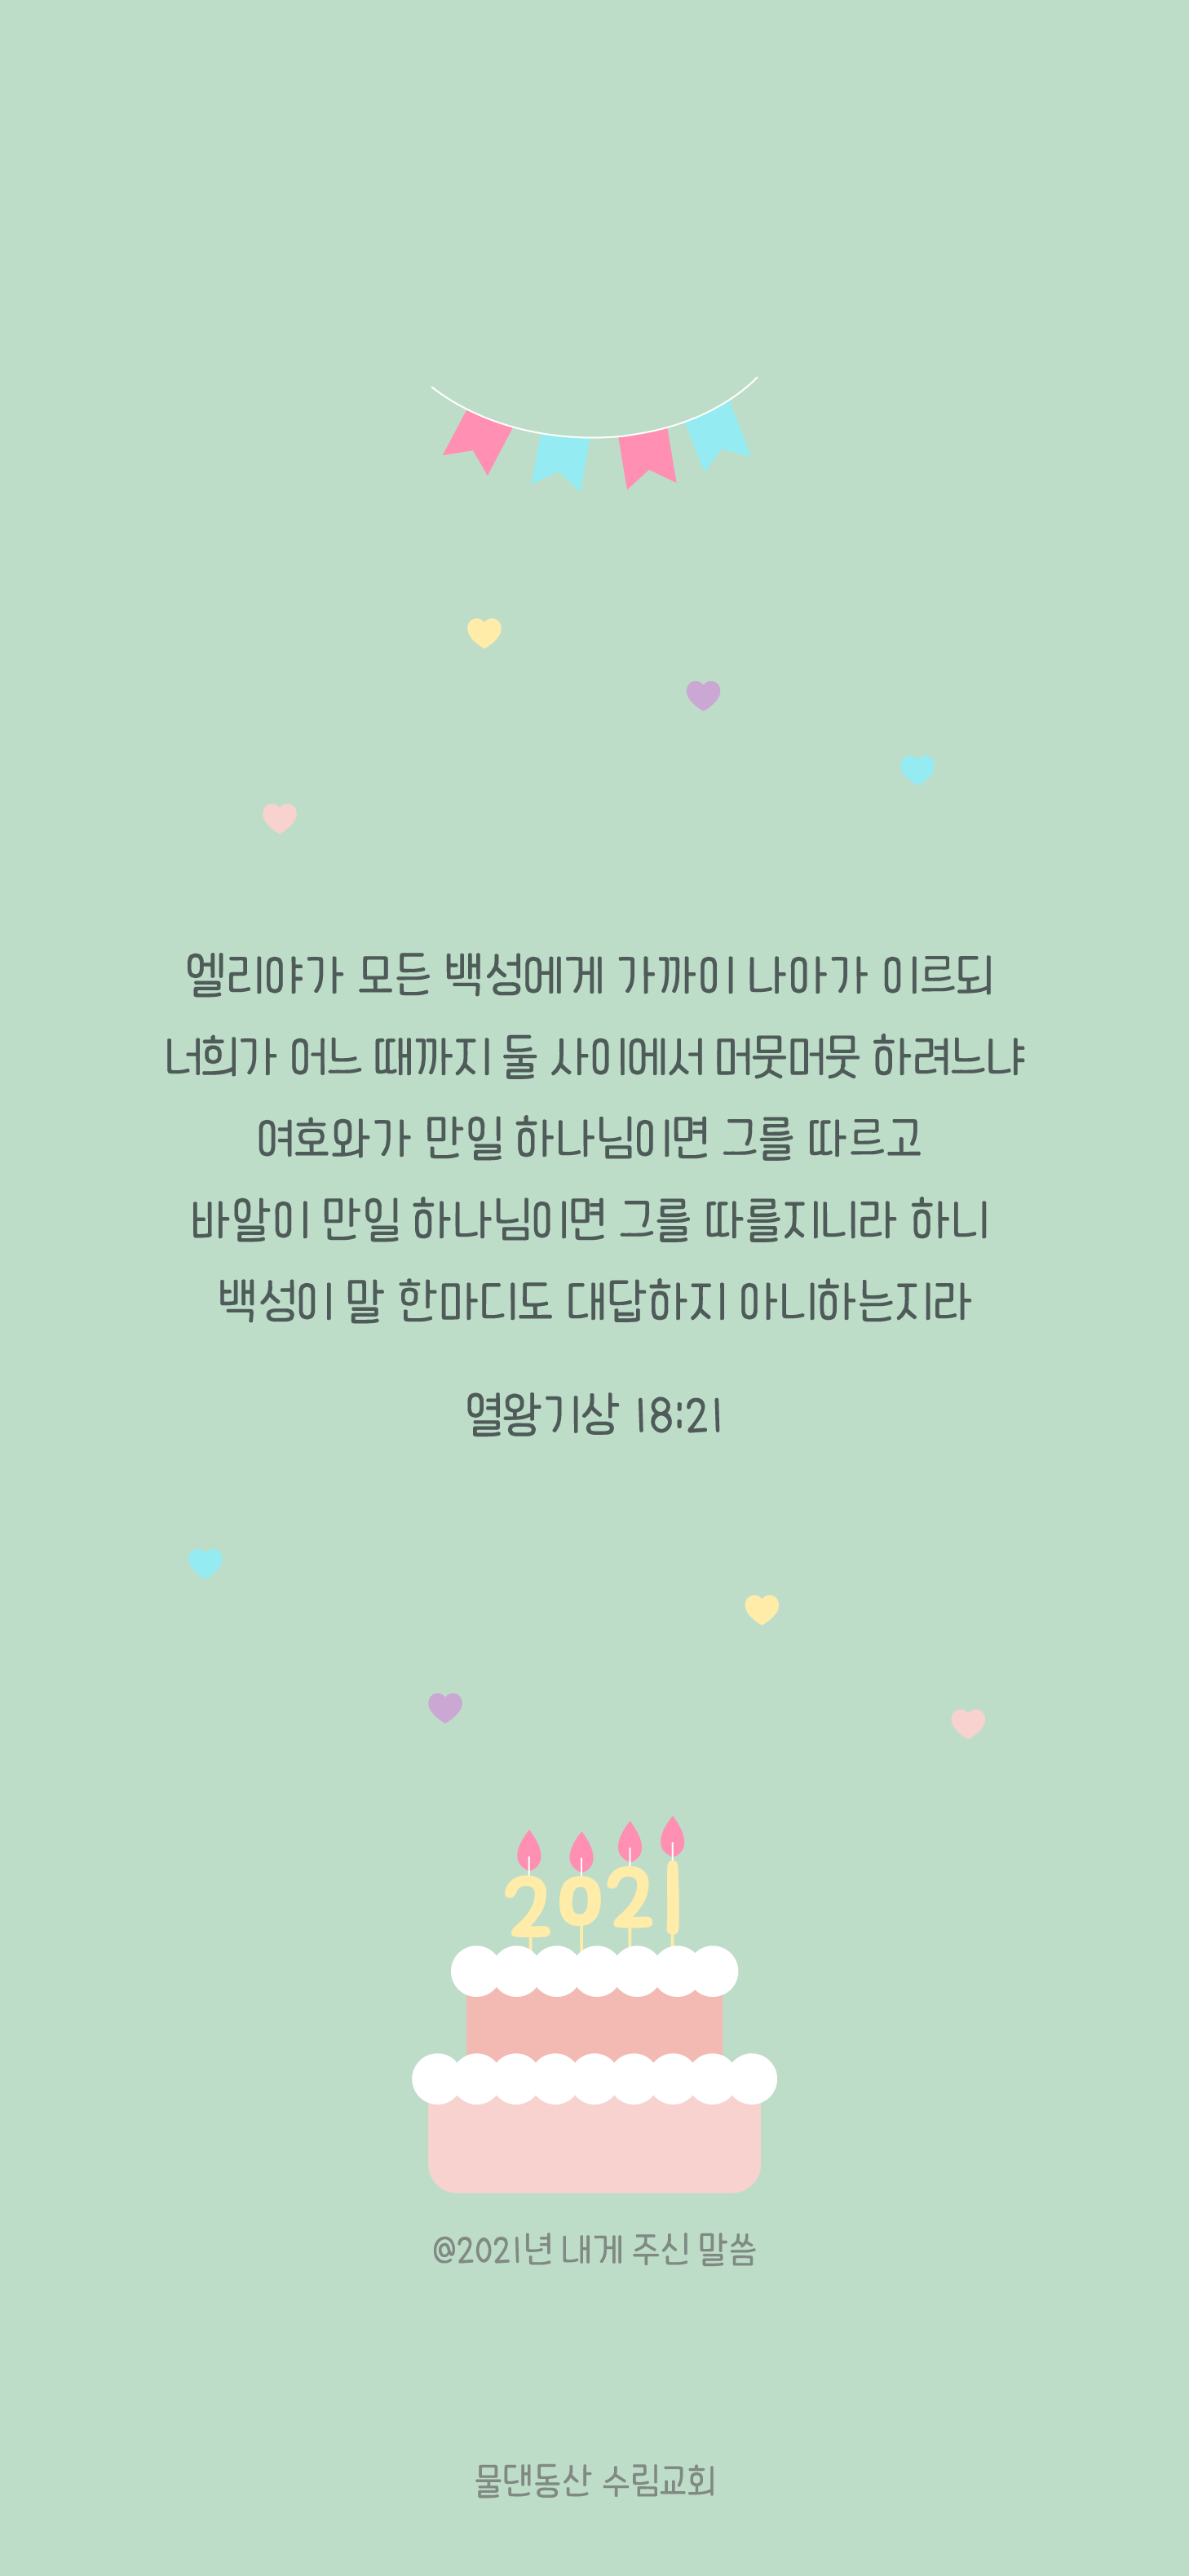 엘리야가 모든 백성에게 가까이 나아가 이르되
너희가 어느 때까지 둘 사이에서 머뭇머뭇 하려느냐
여호와가 만일 하나님이면 그를 따르고
바알이 만일 하나님이면 그를 따를지니라 하니
백성이 말 한마디도 대답하지 아니하는지라
열왕기상 18:21
2021
@2021년 내게 주신 말씀
물댄동산 수림교회